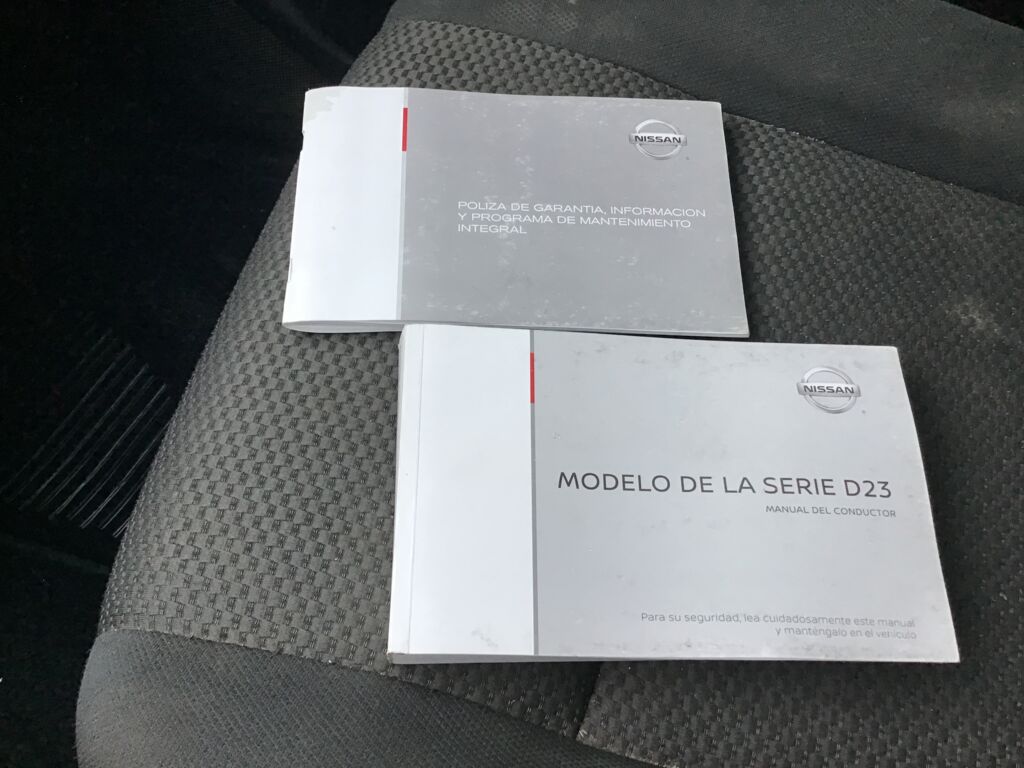 NISSAN
POLIZA DE GARANTIA, INFORMACION
Y PROGRAMA DE MANTENIMIENTO
INTEGRAL
NISSAN
MODELO DE LA SERIE D23
MANUAL DEL CONDUCTOR
Para su seguridad, lea cuidadosamente este manual
y manténgalo en el vehículo